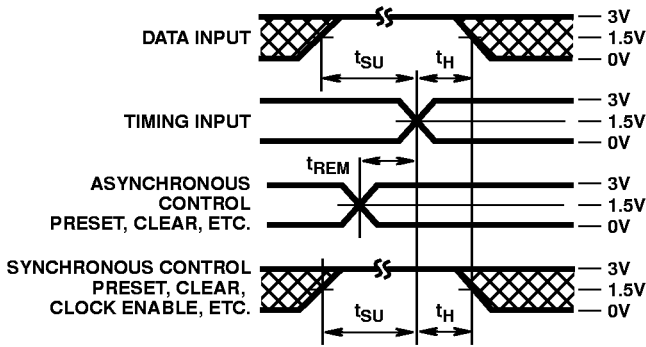 DATA INPUT
3V
1.5V
0V
tSU
tH
TIMING INPUT
3V
1.5V
0V
tREM
ASYNCHRONOUS
CONTROL
PRESET, CLEAR, ETC.
3V
1.5V
0V
SYNCHRONOUS CONTROL
PRESET, CLEAR,
CLOCK ENABLE, ETC.
3V
1.5V
0V
tSU
tH